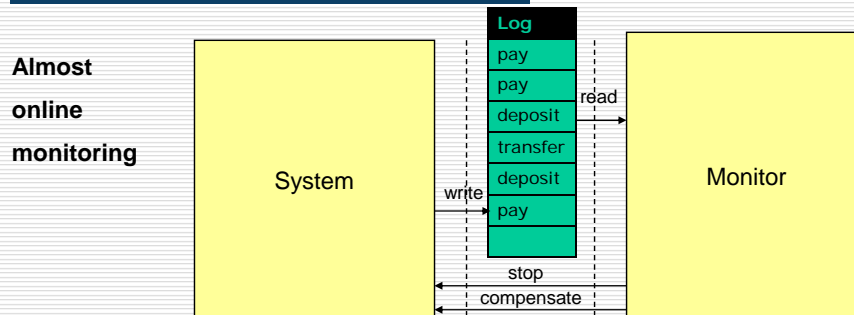 Almost
online
monitoring
System
write
Log
pay
pay
deposit
transfer
deposit
pay
read
Monitor
stop
compensate